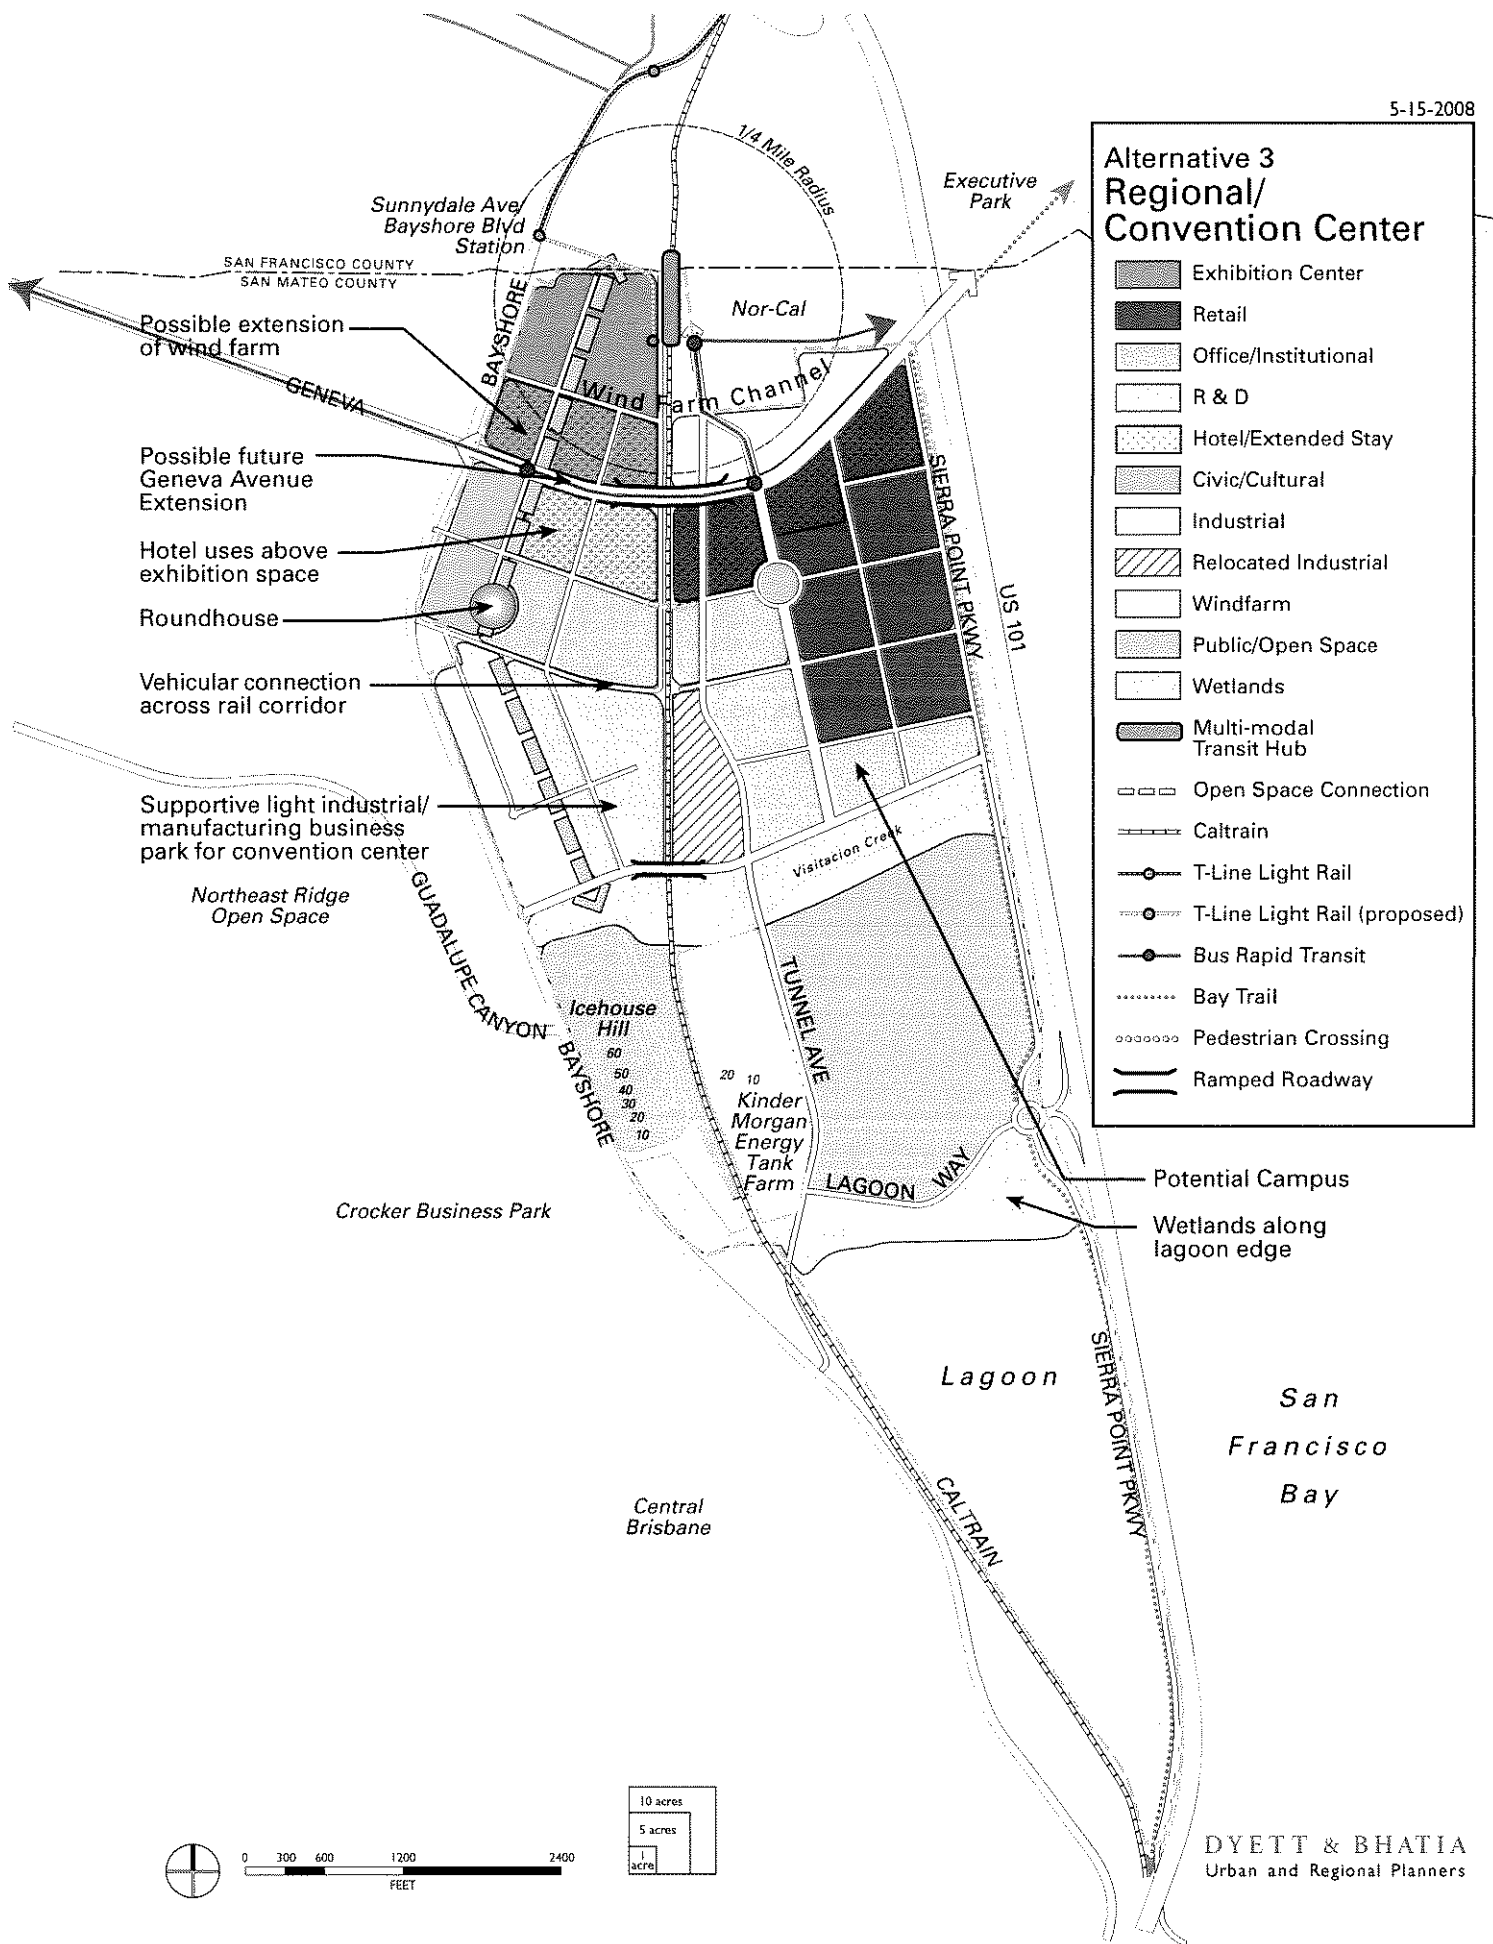 5-15-2008
Alternative 3
Regional/
Convention Center
Exhibition Center
Retail
Office/Institutional
R & D
Hotel/Extended Stay
Civic/Cultural
Industrial
Relocated Industrial
Windfarm
Public/Open Space
Wetlands
Multi-modal
Transit Hub
Open Space Connection
Caltrain
T-Line Light Rail
T-Line Light Rail (proposed)
Bus Rapid Transit
Bay Trail
Pedestrian Crossing
Ramped Roadway
1/4 Mile Radius
Executive
Park
Sunnydale Ave/
Bayshore Blvd
Station
SAN FRANCISCO COUNTY
SAN MATEO COUNTY
Nor-Cal
BAYSHORE
Possible extension
of wind farm
GENEVA
Wind Farm Channel
Possible future
Geneva Avenue
Extension
SIERRA POINT PKWY
US 101
Hotel uses above
exhibition space
Roundhouse
Vehicular connection
across rail corridor
Supportive light industrial/
manufacturing business
park for convention center
Visitacion Creek
Northeast Ridge
Open Space
GUADALUPE CANYON
BAYSHORE
Icehouse
Hill
60
50
40
30
20
10
TUNNEL AVE
20 10
Kinder
Morgan
Energy
Tank
Farm
LAGOON WAY
Potential Campus
Crocker Business Park
Wetlands along
lagoon edge
SIERRA POINT PKWY
Lagoon
San
Francisco
Bay
Central
Brisbane
CALTRAIN
10 acres
5 acres
1
acre
0 300 600 1200 2400
FEET
DYETT & BHATIA
Urban and Regional Planners